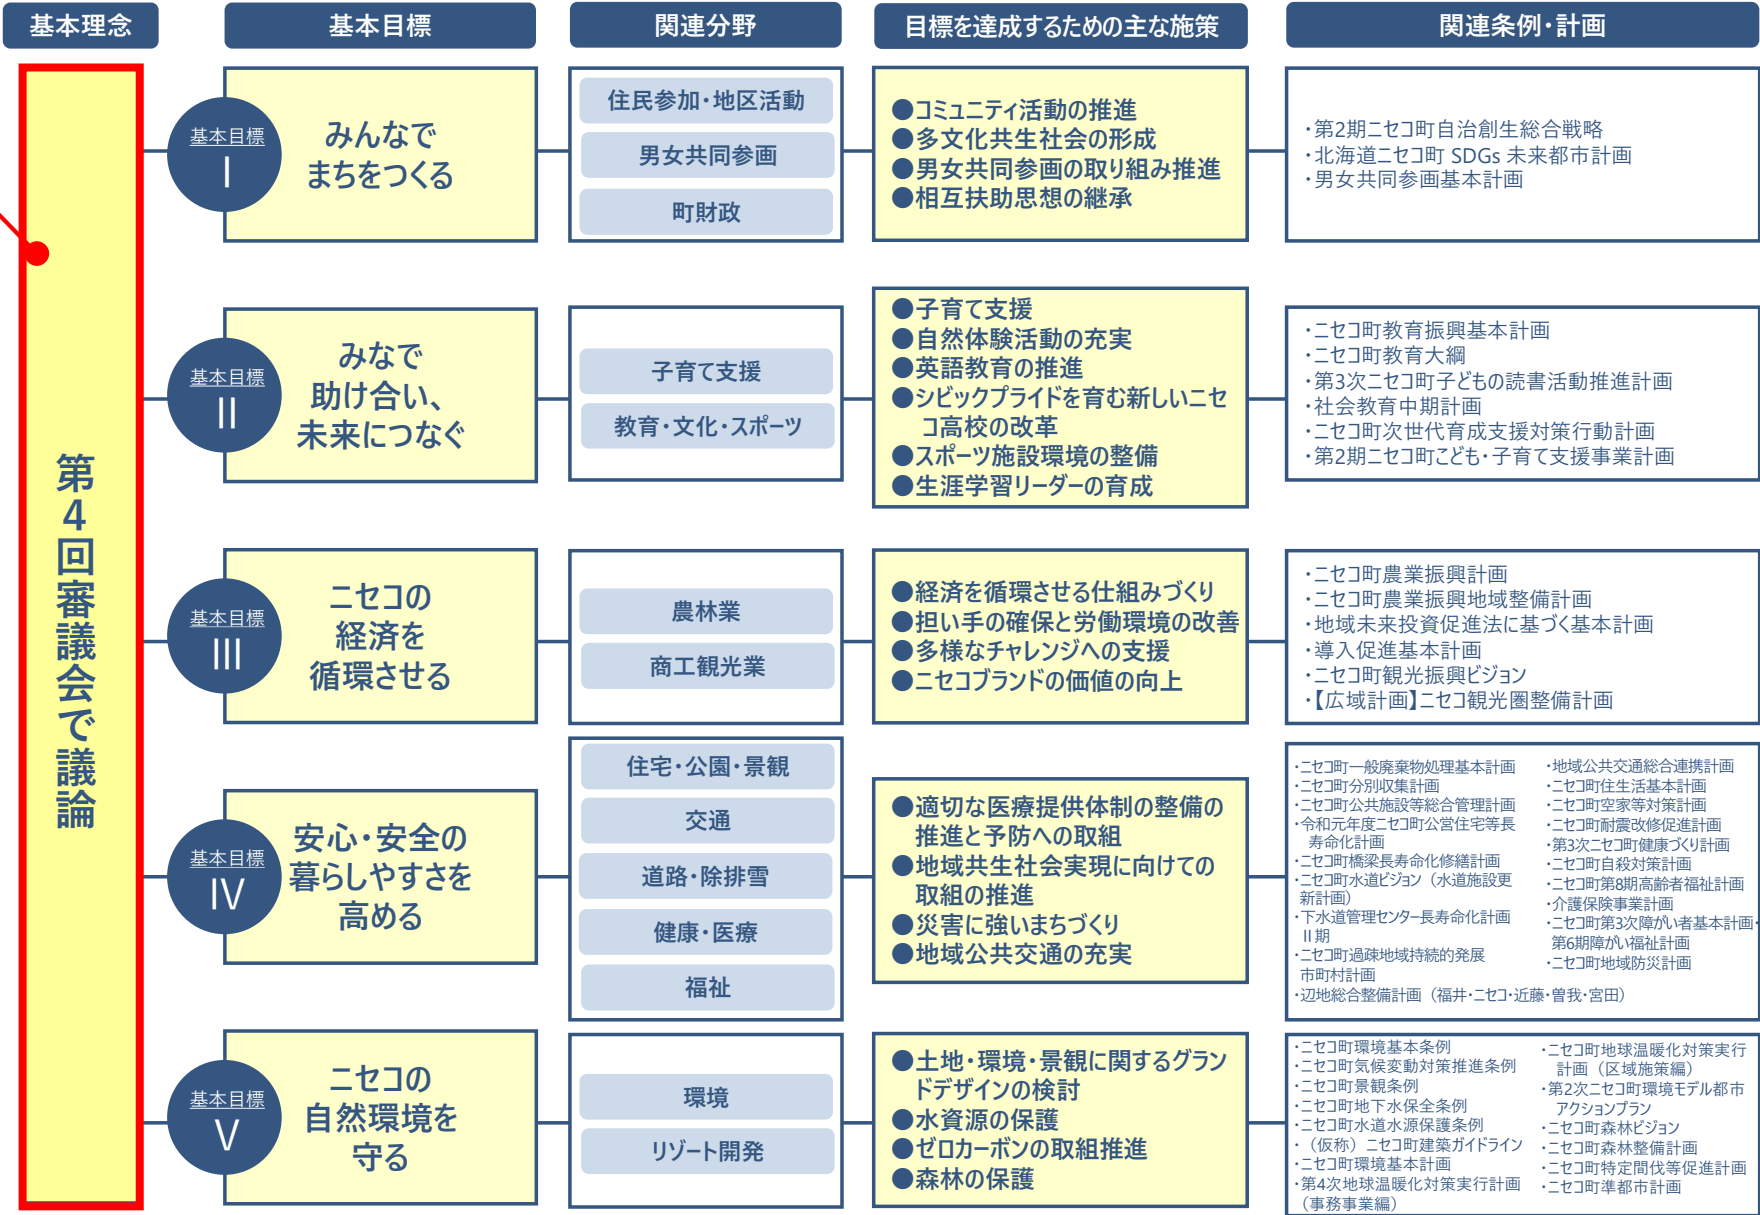 基本理念
基本目標
関連分野
目標を達成するための主な施策
関連条例・計画
第4回審議会で議論
基本目標
Ⅰ
みんなで
まちをつくる
住民参加・地区活動
男女共同参画
町財政
●コミュニティ活動の推進
●多文化共生社会の形成
●男女共同参画の取り組み推進
●相互扶助思想の継承
・第2期ニセコ町自治創生総合戦略
・北海道ニセコ町 SDGs 未来都市計画
・男女共同参画基本計画
基本目標
Ⅱ
みなで
助け合い、
未来につなぐ
子育て支援
教育・文化・スポーツ
●子育て支援
●自然体験活動の充実
●英語教育の推進
●シビックプライドを育む新しいニセ
コ高校の改革
●スポーツ施設環境の整備
●生涯学習リーダーの育成
・ニセコ町教育振興基本計画
・ニセコ町教育大綱
・第3次ニセコ町子どもの読書活動推進計画
・社会教育中期計画
・ニセコ町次世代育成支援対策行動計画
・第2期ニセコ町こども・子育て支援事業計画
基本目標
Ⅲ
ニセコの
経済を
循環させる
農林業
商工観光業
●経済を循環させる仕組みづくり
●担い手の確保と労働環境の改善
●多様なチャレンジへの支援
●ニセコブランドの価値の向上
・ニセコ町農業振興計画
・ニセコ町農業振興地域整備計画
・地域未来投資促進法に基づく基本計画
・導入促進基本計画
・ニセコ町観光振興ビジョン
・【広域計画】ニセコ観光圏整備計画
基本目標
Ⅳ
安心・安全の
暮らしやすさを
高める
住宅・公園・景観
交通
道路・除排雪
健康・医療
福祉
●適切な医療提供体制の整備の
推進と予防への取組
●地域共生社会実現に向けての
取組の推進
●災害に強いまちづくり
●地域公共交通の充実
・ニセコ町一般廃棄物処理基本計画
・ニセコ町分別収集計画
・ニセコ町公共施設等総合管理計画
・令和元年度ニセコ町公営住宅等長
寿命化計画
・ニセコ町橋梁長寿命化修繕計画
・ニセコ町水道ビジョン（水道施設更
新計画）
・下水道管理センター長寿命化計画
Ⅱ期
・ニセコ町過疎地域持続的発展
市町村計画
・辺地総合整備計画（福井・ニセコ・近藤・曽我・宮田）
・地域公共交通総合連携計画
・ニセコ町住生活基本計画
・ニセコ町空家等対策計画
・ニセコ町耐震改修促進計画
・第3次ニセコ町健康づくり計画
・ニセコ町自殺対策計画
・ニセコ町第8期高齢者福祉計画
・介護保険事業計画
・ニセコ町第3次障がい者基本計画・
第6期障がい福祉計画
・ニセコ町地域防災計画
基本目標
Ⅴ
ニセコの
自然環境を
守る
環境
リゾート開発
●土地・環境・景観に関するグラン
ドデザインの検討
●水資源の保護
●ゼロカーボンの取組推進
●森林の保護
・ニセコ町環境基本条例
・ニセコ町気候変動対策推進条例
・ニセコ町景観条例
・ニセコ町地下水保全条例
・ニセコ町水道水源保護条例
・（仮称）ニセコ町建築ガイドライン
・ニセコ町環境基本計画
・第4次地球温暖化対策実行計画
（事務事業編）
・ニセコ町地球温暖化対策実行
計画（区域施策編）
・第2次ニセコ町環境モデル都市
アクションプラン
・ニセコ町森林ビジョン
・ニセコ町森林整備計画
・ニセコ町特定間伐等促進計画
・ニセコ町準都市計画